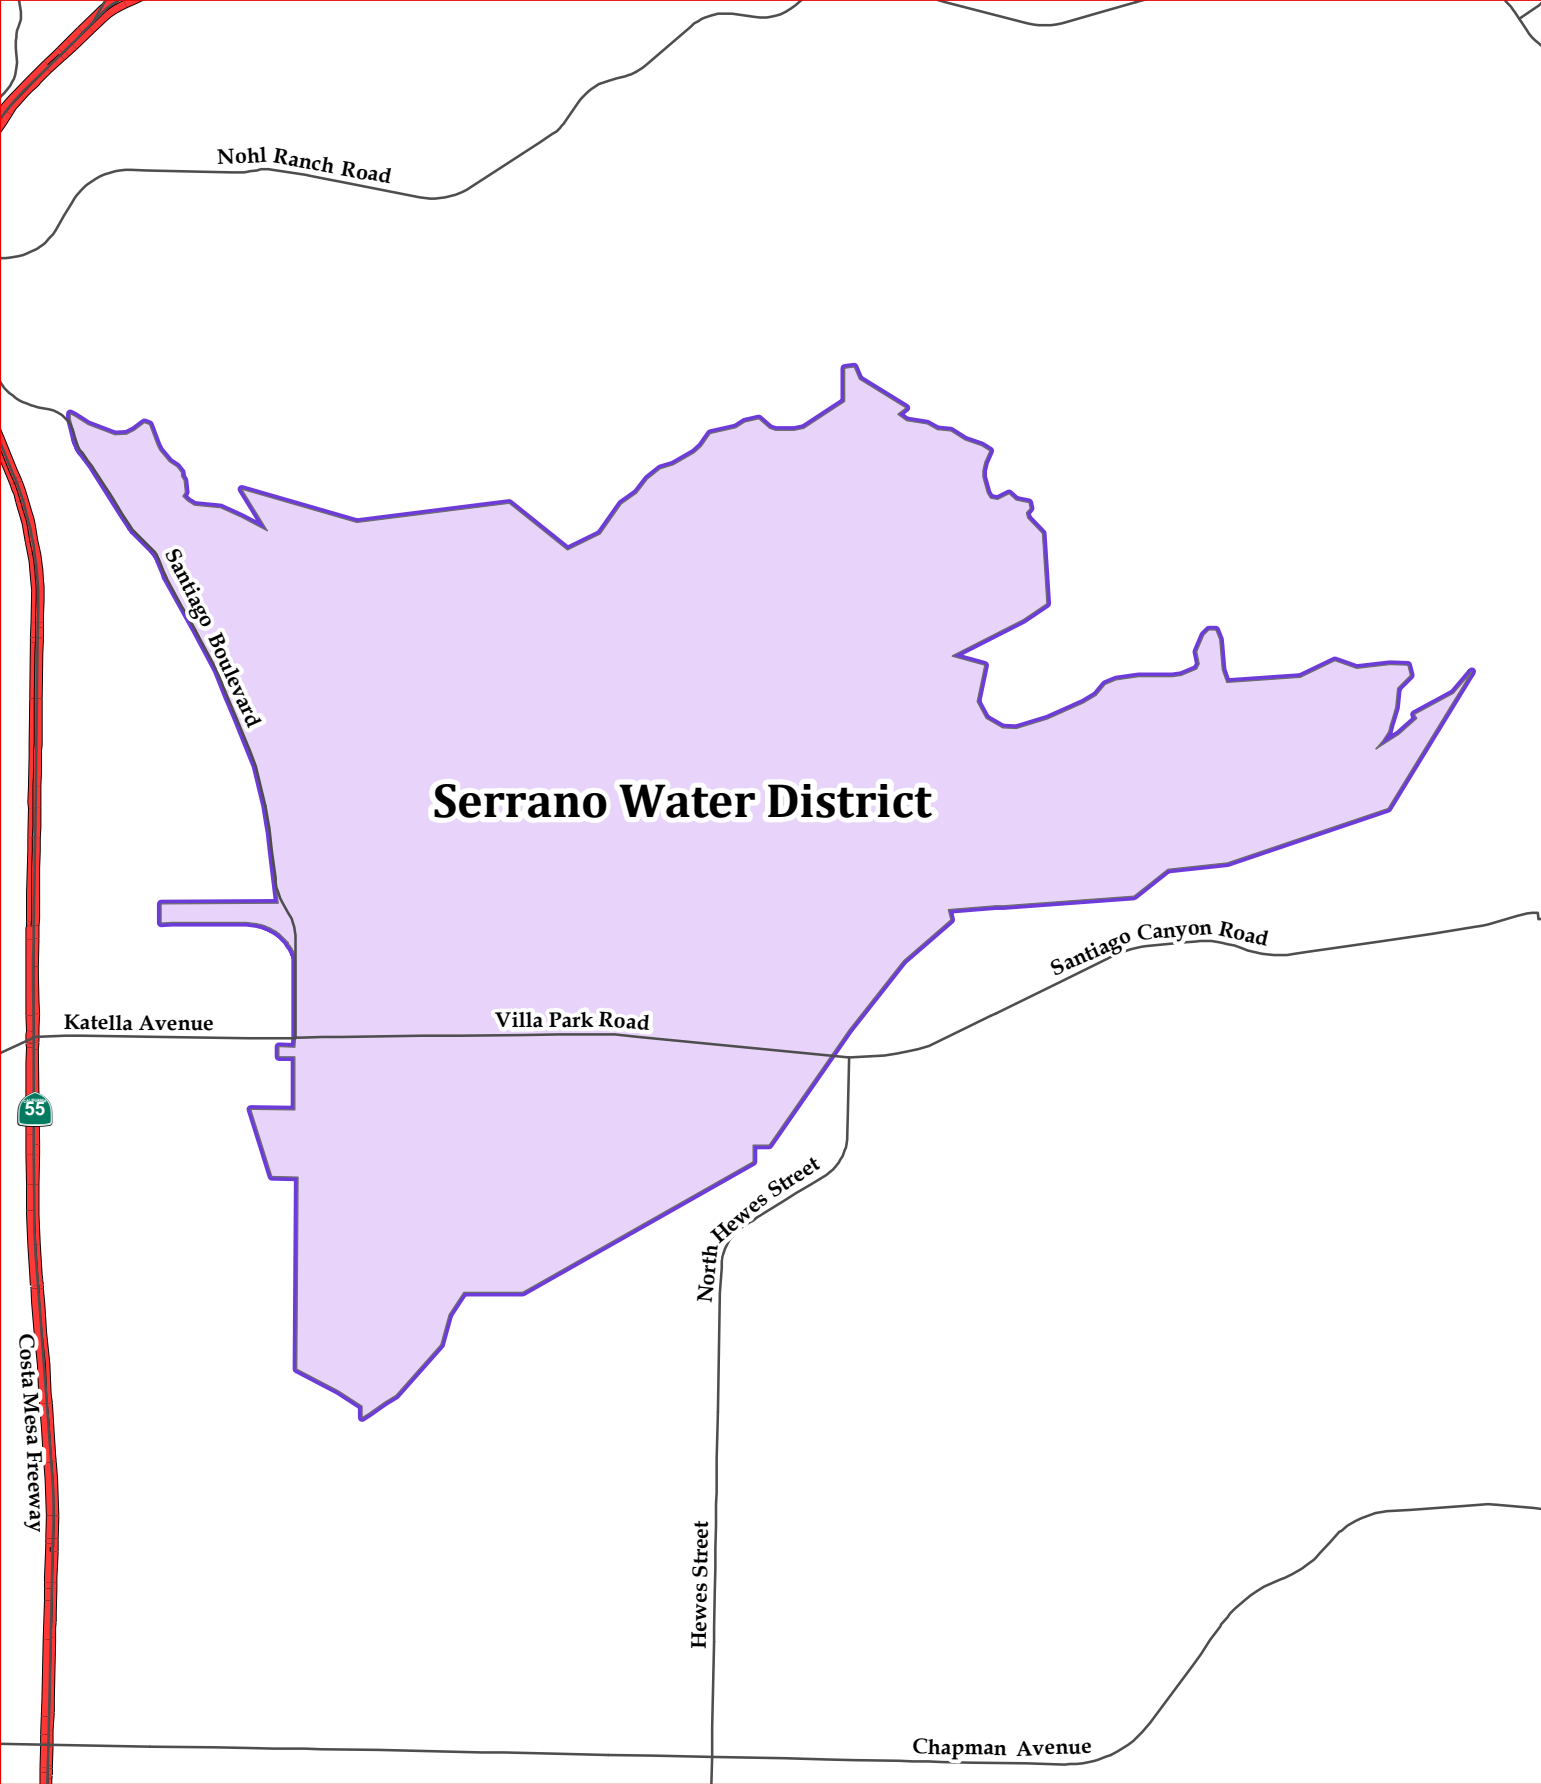 Nohl Ranch Road
Santiago Boulevard
Serrano Water District
Santiago Canyon Road
Katella Avenue
Villa Park Road
55
North Hewes Street
Costa Mesa Freeway
Hewes Street
Chapman Avenue